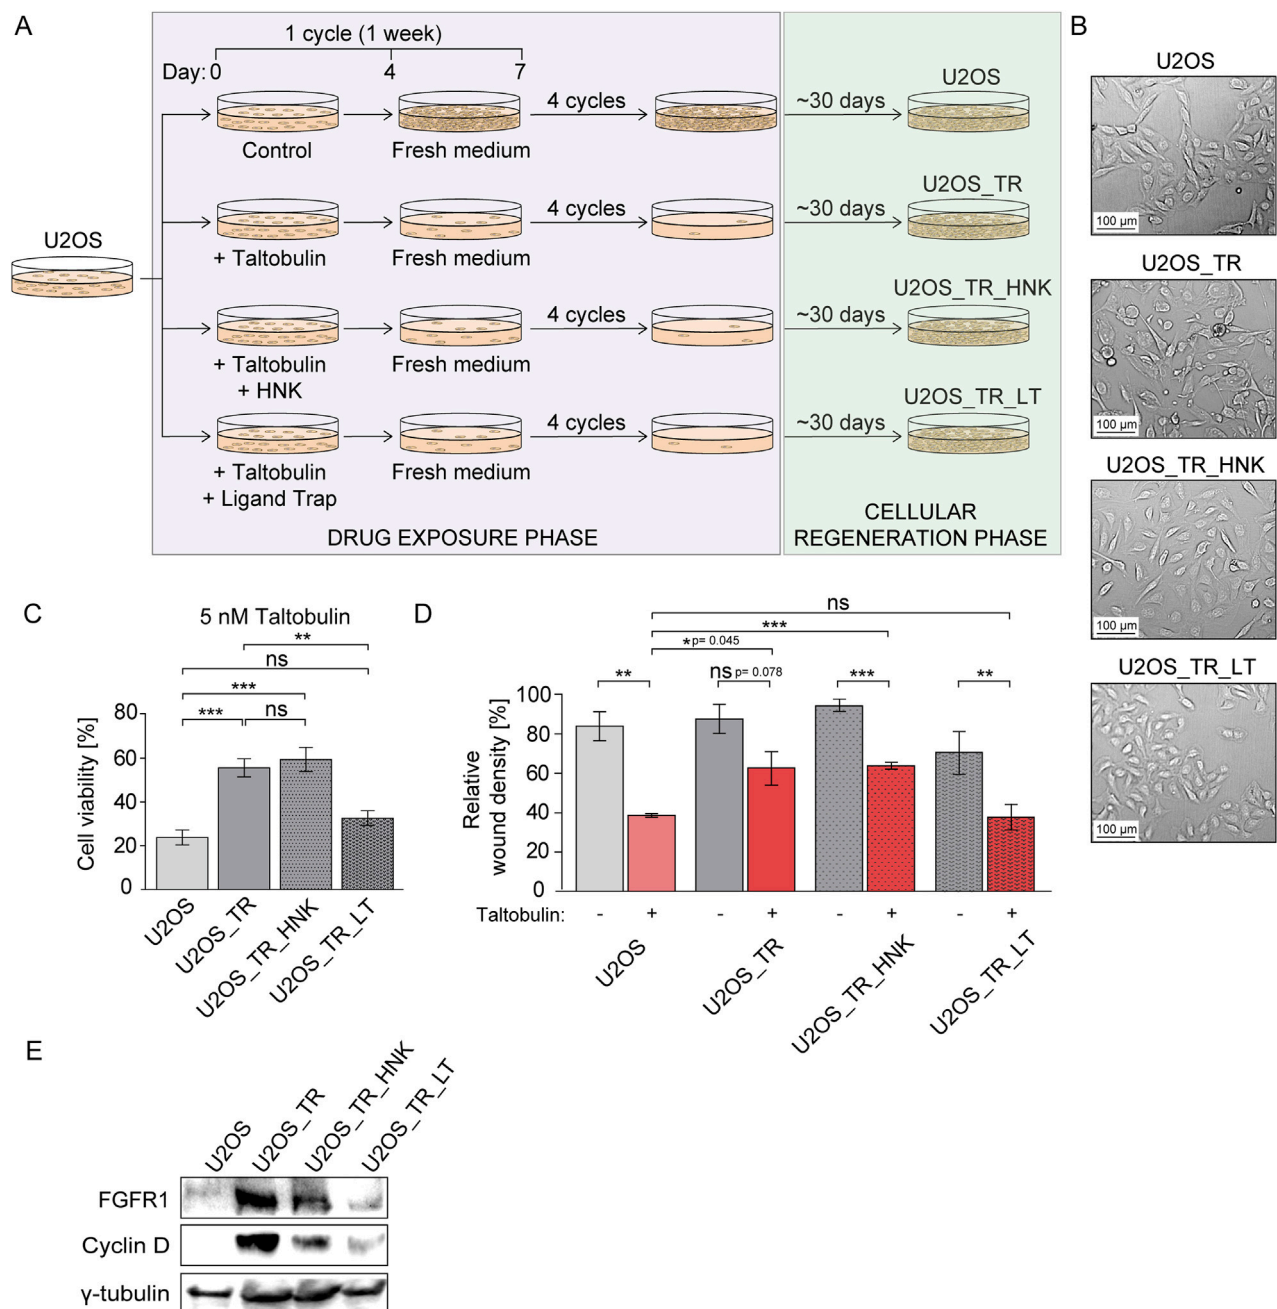 A
1 cycle (1 week)
Day: 0 4 7
U2OS
Control
Fresh medium
4 cycles
~30 days
U2OS
+ Taltobulin
Fresh medium
4 cycles
~30 days
U2OS_TR
+ Taltobulin
+ HNK
Fresh medium
4 cycles
~30 days
U2OS_TR_HNK
+ Taltobulin
+ Ligand Trap
Fresh medium
4 cycles
~30 days
U2OS_TR_LT
DRUG EXPOSURE PHASE
CELLULAR
REGENERATION PHASE
B
U2OS
100 µm
U2OS_TR
100 µm
U2OS_TR_HNK
100 µm
U2OS_TR_LT
100 µm
C
5 nM Taltobulin
**
ns
***
*** ns
Cell viability [%]
80
60
40
20
0
U2OS
U2OS_TR
U2OS_TR_HNK
U2OS_TR_LT
D
ns
***
* p= 0.045
** ns p= 0.078 *** **
Relative
wound density [%]
100
80
60
40
20
0
Taltobulin: - + - + - + - +
U2OS
U2OS_TR
U2OS_TR_HNK
U2OS_TR_LT
E
U2OS
U2OS_TR
U2OS_TR_HNK
U2OS_TR_LT
FGFR1
Cyclin D
γ-tubulin